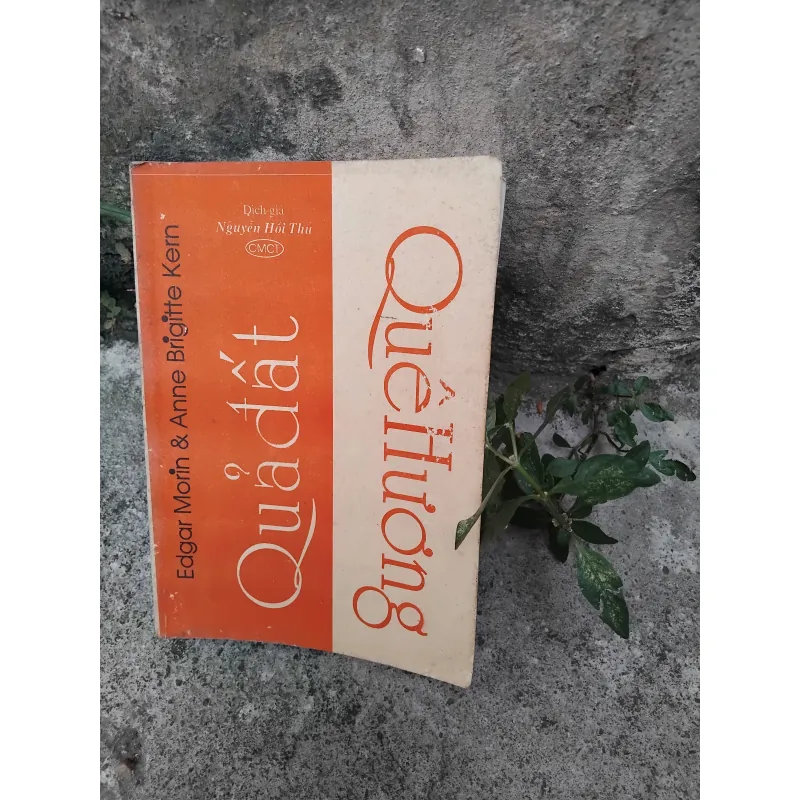 Edgar Morin & Anne Brigitte Kern
Dịch giả
Nguyễn Hồi Thủ
CMCT
Quả đất
Quê Hương